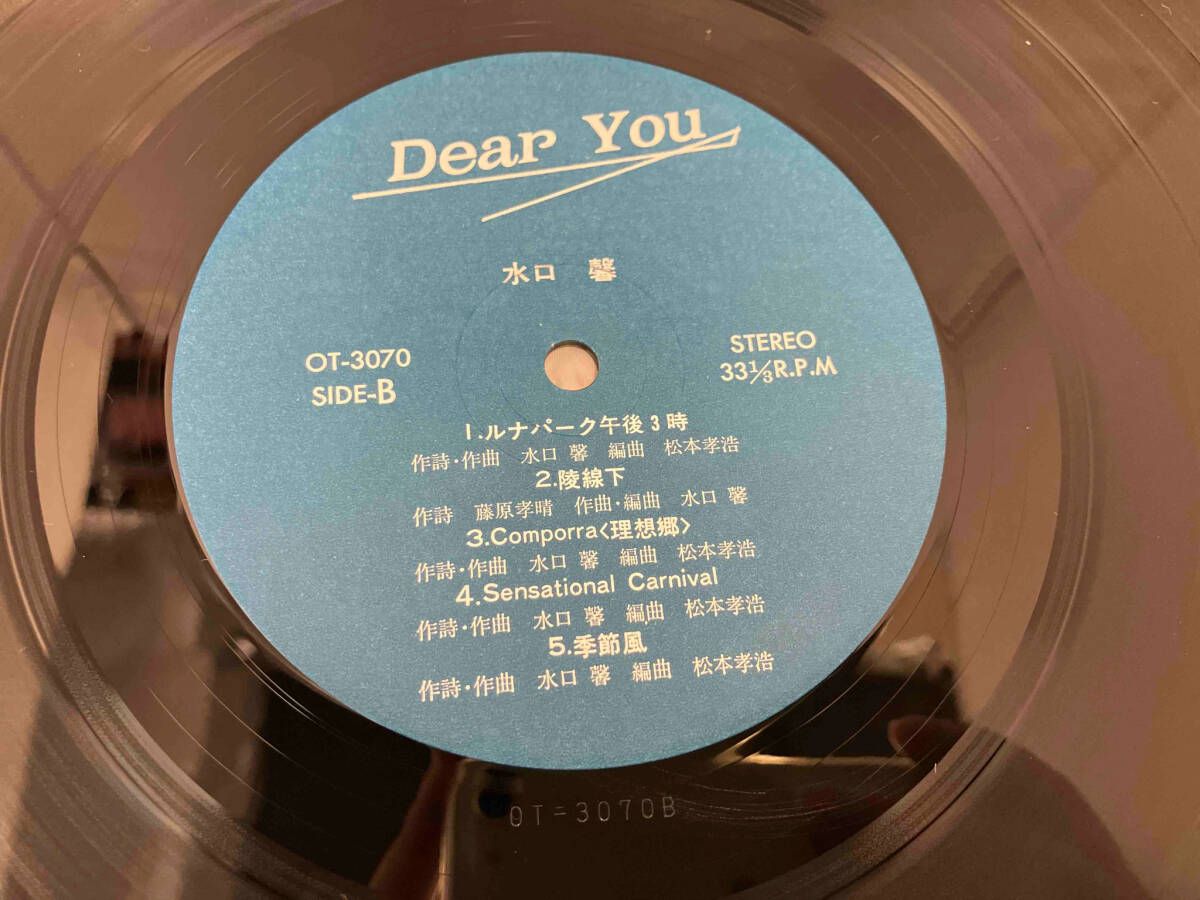 Dear You
水口 馨
OT-3070
SIDE-B
STEREO
33 1/3 R.P.M
1.ルナパーク午後3時
作詩・作曲 水口 馨 編曲 松本孝浩
2.陵線下
作詩 藤原孝晴 作曲・編曲 水口 馨
3.Comporra<理想郷>
作詩・作曲 水口 馨 編曲 松本孝浩
4.Sensational Carnival
作詩・作曲 水口 馨 編曲 松本孝浩
5.季節風
作詩・作曲 水口 馨 編曲 松本孝浩
OT-3070B